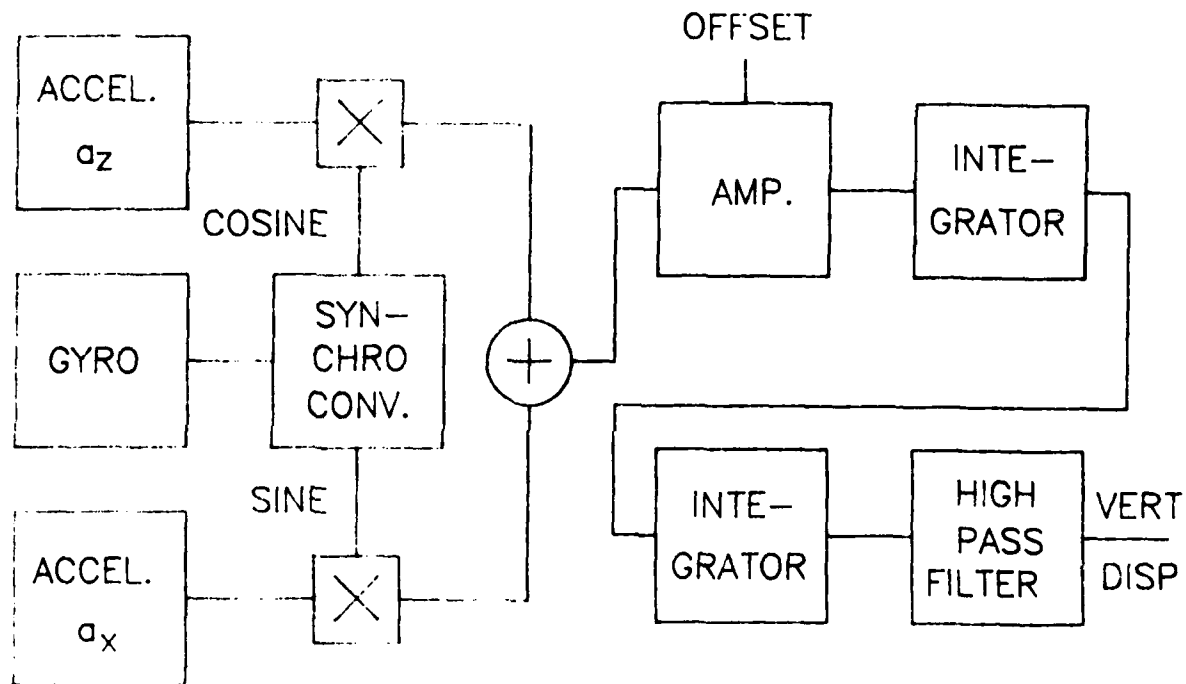 OFFSET
ACCEL.
az
COSINE
GYRO
SYN-
CHRO
CONV.
SINE
ACCEL.
ax
AMP.
INTE-
GRATOR
INTE-
GRATOR
HIGH
PASS
FILTER
VERT
DISP